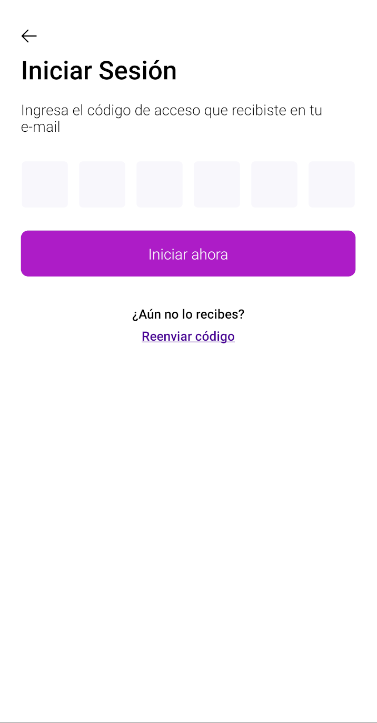 Iniciar Sesión
Ingresa el código de acceso que recibiste en tu
e-mail
Iniciar ahora
¿Aún no lo recibes?
Reenviar código